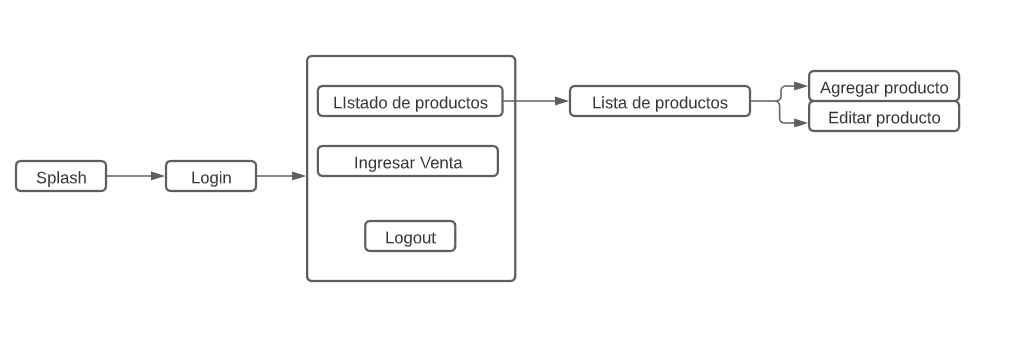 LIstado de productos
Lista de productos
Agregar producto
Editar producto
Ingresar Venta
Splash
Login
Logout